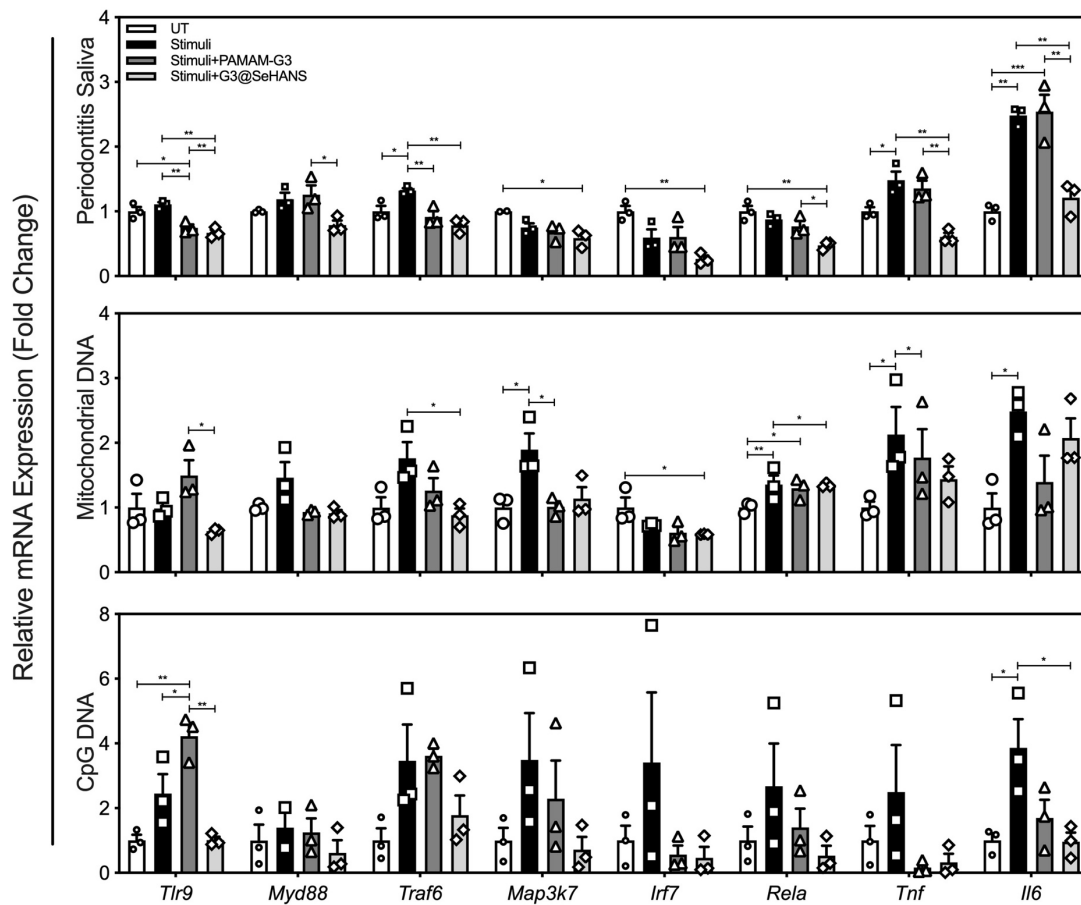 Relative mRNA Expression (Fold Change)
Periodontitis Saliva
4
3
2
1
0
UT
Stimuli
Stimuli+PAMAM-G3
Stimuli+G3@SeHANS
** ** * **
*
* ** **
*
**
** *
* ** **
** *** ** **
Mitochondrial DNA
4
3
2
1
0
*
*
* *
*
** * *
* *
*
CpG DNA
8
6
4
2
0
** * **
* *
Tlr9 Myd88 Traf6 Map3k7 Irf7 Rela Tnf Il6